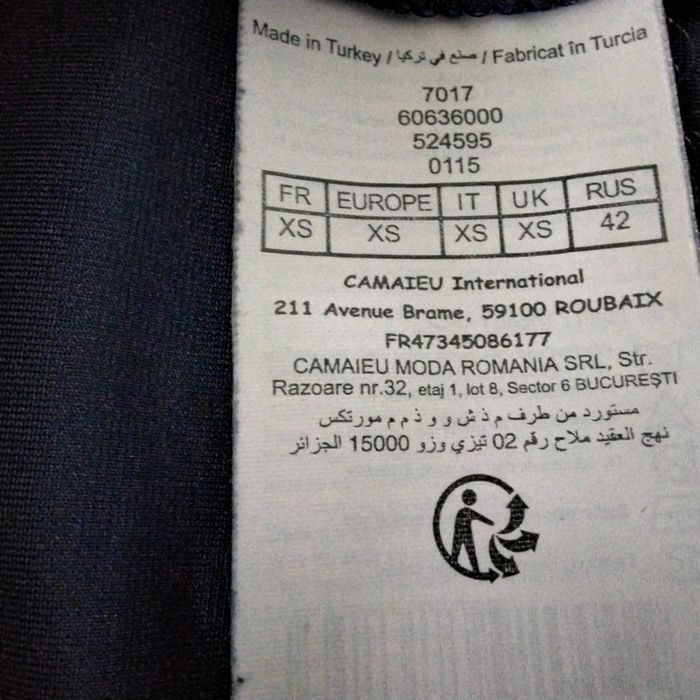 Made in Turkey / صنع في تركيا / Fabricat în Turcia
7017
60636000
524595
0115
FR EUROPE IT UK RUS
XS XS XS XS 42
CAMAIEU International
211 Avenue Brame, 59100 ROUBAIX
FR47345086177
CAMAIEU MODA ROMANIA SRL, Str.
Razoare nr.32, etaj 1, lot 8, Sector 6 BUCUREȘTI
مستورد من طرف م ذ ش و و ذ م م مورتكس
نهج العقيد ملاح رقم 02 تيزي وزو 15000 الجزائر